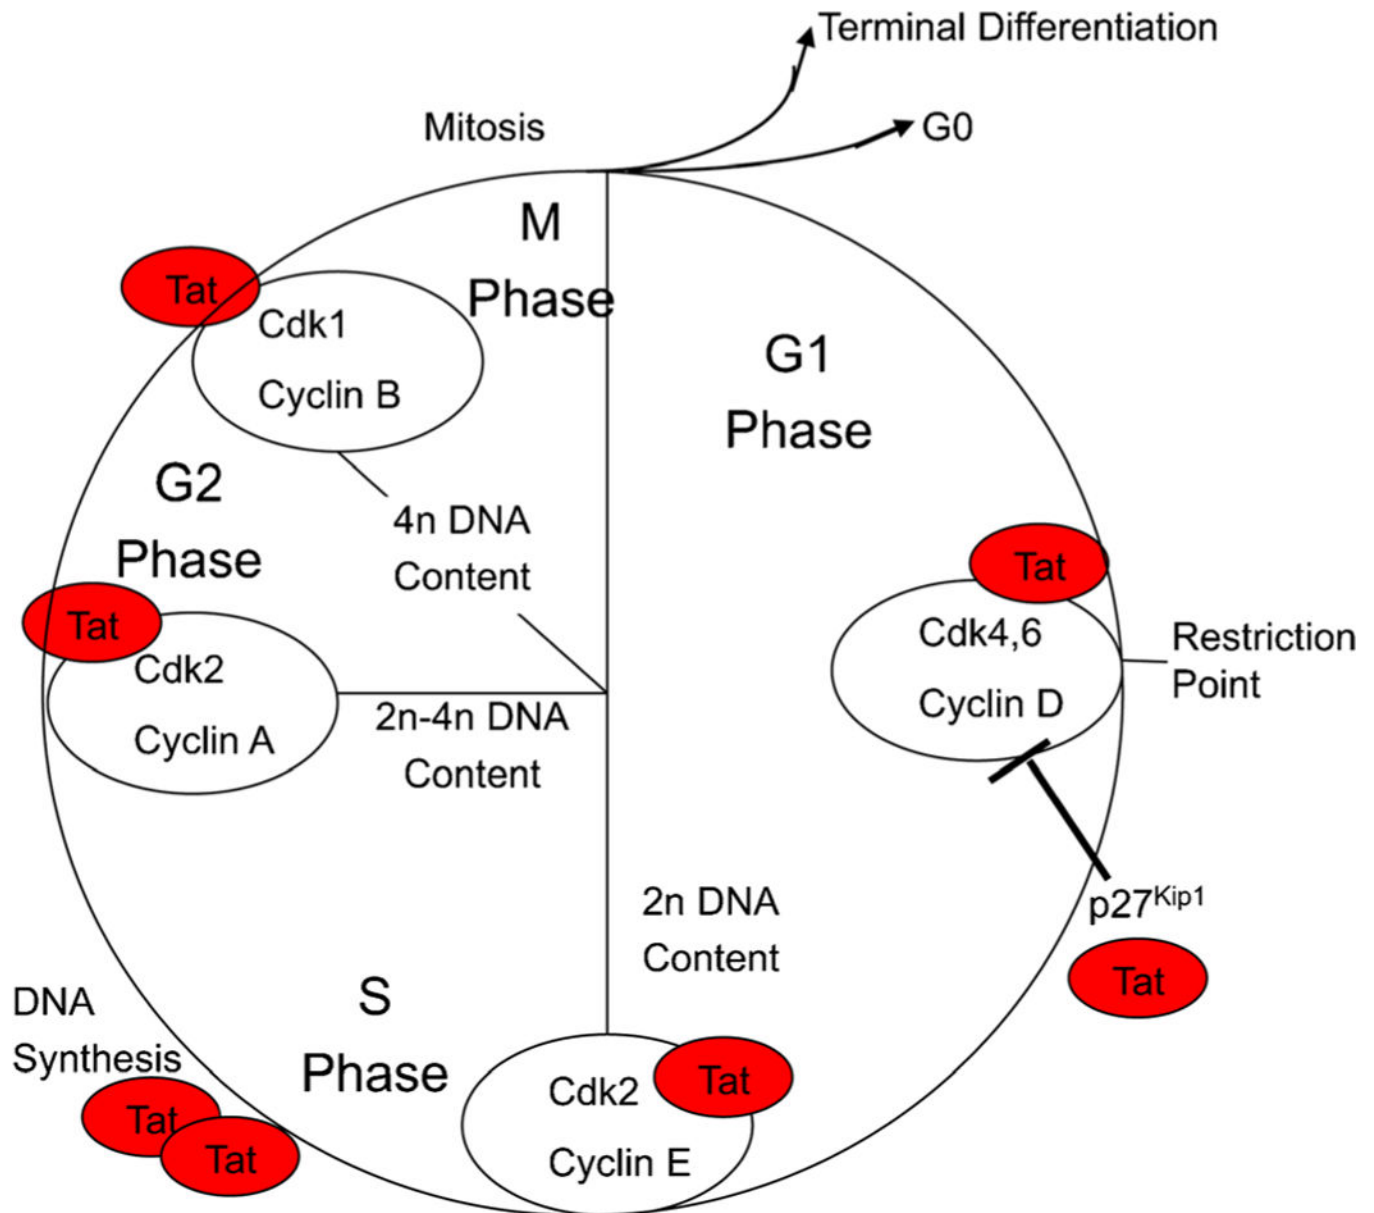 Terminal Differentiation
G0
Mitosis
M
Phase
Tat
Cdk1
Cyclin B
G1
Phase
G2
Phase
4n DNA
Content
Tat
Cdk4,6
Cyclin D
Restriction
Point
Tat
Cdk2
Cyclin A
2n-4n DNA
Content
p27Kip1
Tat
2n DNA
Content
S
Phase
DNA
Synthesis
Tat
Tat
Cdk2
Tat
Cyclin E